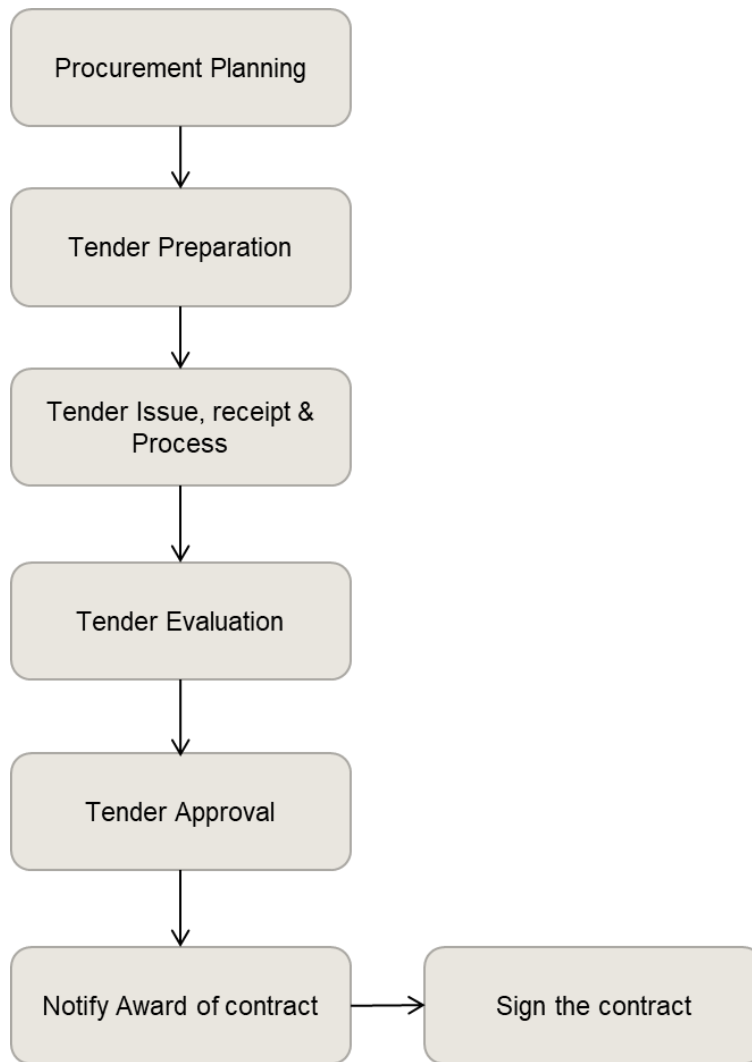 Procurement Planning
Tender Preparation
Tender Issue, receipt &
Process
Tender Evaluation
Tender Approval
Notify Award of contract
Sign the contract